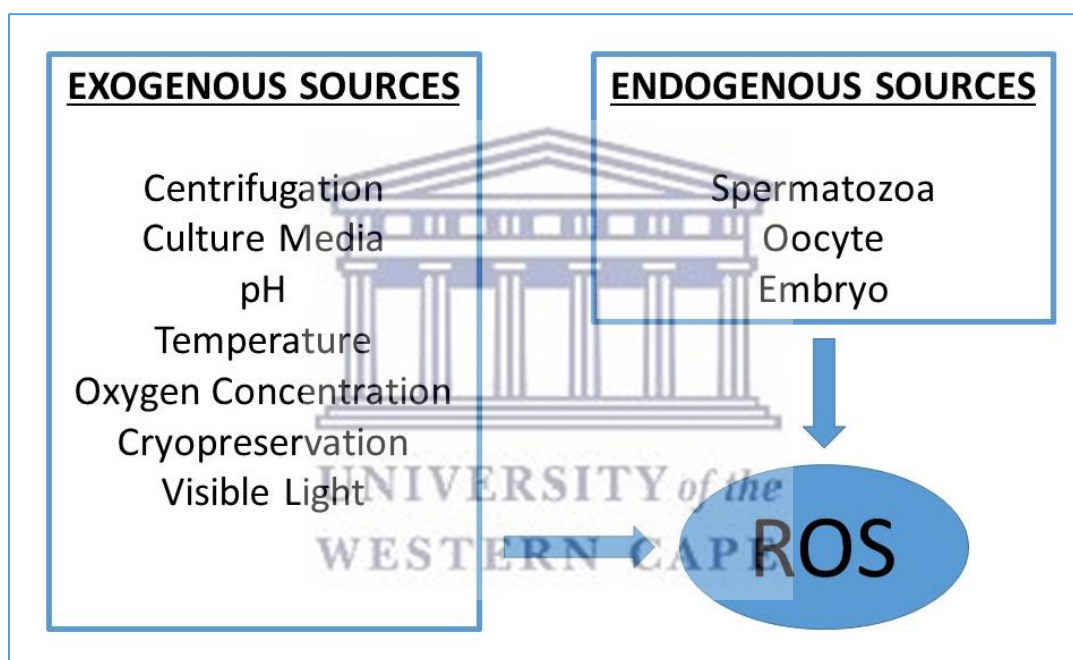 EXOGENOUS SOURCES
Centrifugation
Culture Media
pH
Temperature
Oxygen Concentration
Cryopreservation
Visible Light
ENDOGENOUS SOURCES
Spermatozoa
Oocyte
Embryo
ROS
UNIVERSITY of the
WESTERN CAPE